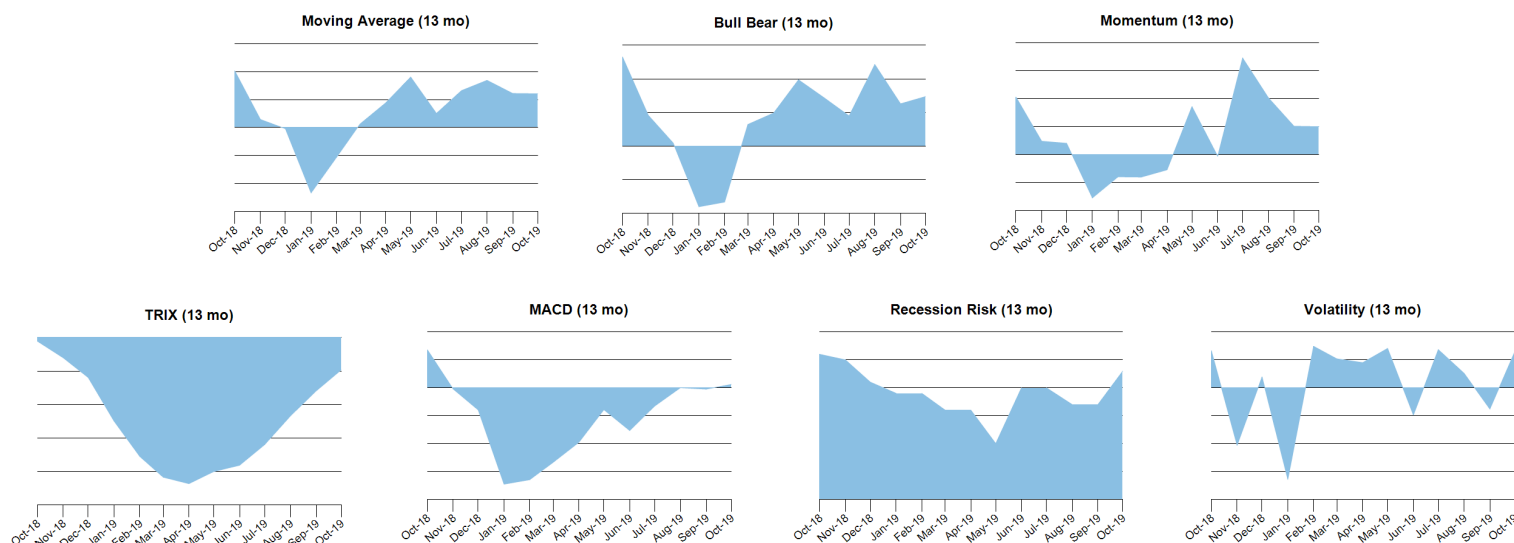 Moving Average (13 mo)
Oct-18 Nov-18 Dec-18 Jan-19 Feb-19 Mar-19 Apr-19 May-19 Jun-19 Jul-19 Aug-19 Sep-19 Oct-19
Bull Bear (13 mo)
Oct-18 Nov-18 Dec-18 Jan-19 Feb-19 Mar-19 Apr-19 May-19 Jun-19 Jul-19 Aug-19 Sep-19 Oct-19
Momentum (13 mo)
Oct-18 Nov-18 Dec-18 Jan-19 Feb-19 Mar-19 Apr-19 May-19 Jun-19 Jul-19 Aug-19 Sep-19 Oct-19
TRIX (13 mo)
Oct-18 Nov-18 Dec-18 Jan-19 Feb-19 Mar-19 Apr-19 May-19 Jun-19 Jul-19 Aug-19 Sep-19 Oct-19
MACD (13 mo)
Oct-18 Nov-18 Dec-18 Jan-19 Feb-19 Mar-19 Apr-19 May-19 Jun-19 Jul-19 Aug-19 Sep-19 Oct-19
Recession Risk (13 mo)
Oct-18 Nov-18 Dec-18 Jan-19 Feb-19 Mar-19 Apr-19 May-19 Jun-19 Jul-19 Aug-19 Sep-19 Oct-19
Volatility (13 mo)
Oct-18 Nov-18 Dec-18 Jan-19 Feb-19 Mar-19 Apr-19 May-19 Jun-19 Jul-19 Aug-19 Sep-19 Oct-19